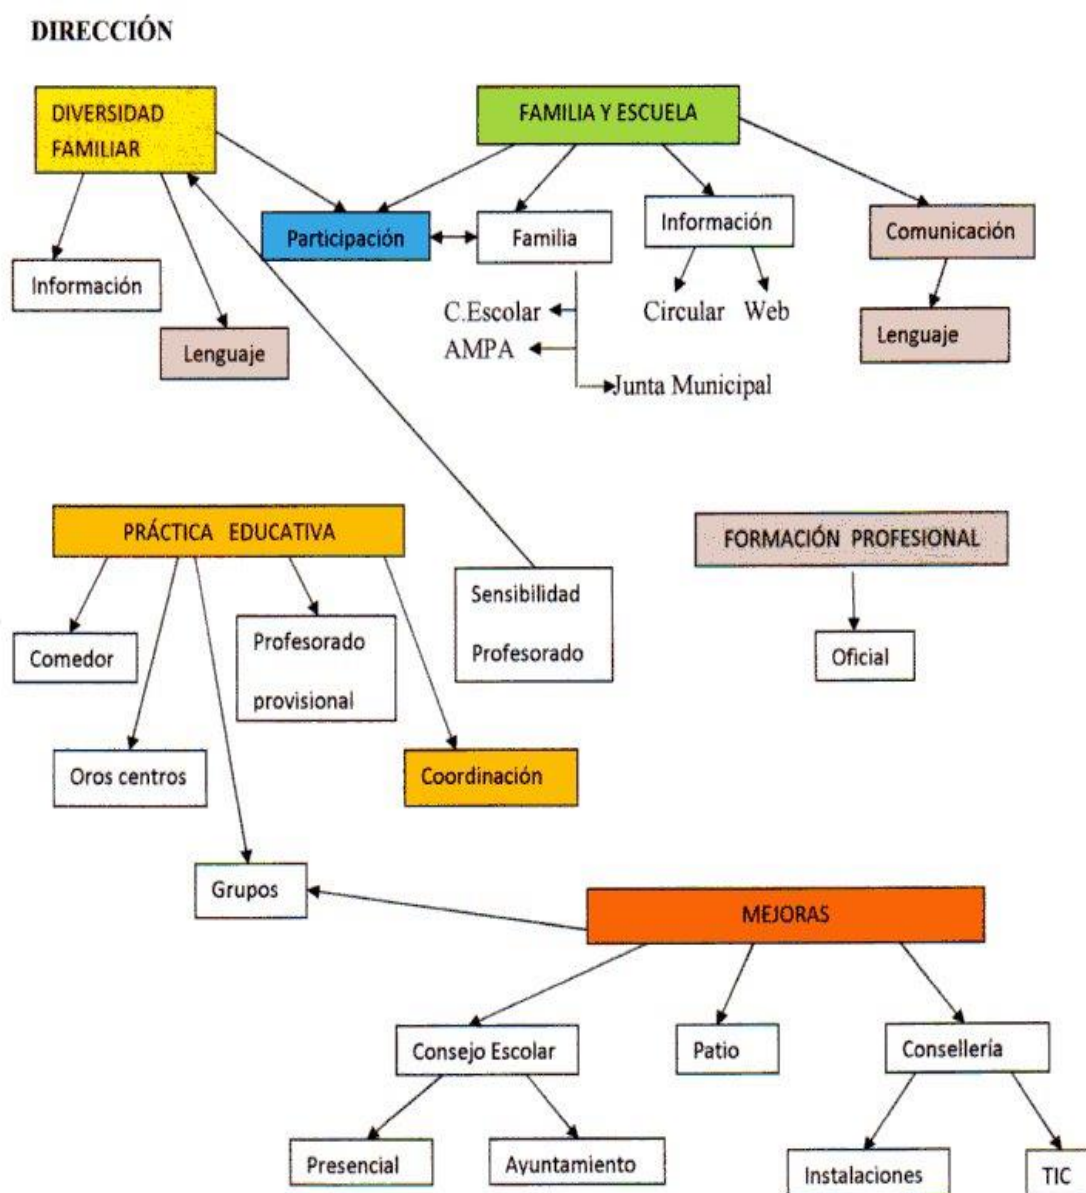 DIRECCIÓN
DIVERSIDAD
FAMILIAR
FAMILIA Y ESCUELA
Participación
Familia
Información
Comunicación
Información
Lenguaje
C.Escolar
AMPA
Junta Municipal
Circular
Web
Lenguaje
PRÁCTICA EDUCATIVA
FORMACIÓN PROFESIONAL
Comedor
Profesorado
provisional
Sensibilidad
Profesorado
Oficial
Oros centros
Coordinación
Grupos
MEJORAS
Consejo Escolar
Patio
Consellería
Presencial
Ayuntamiento
Instalaciones
TIC